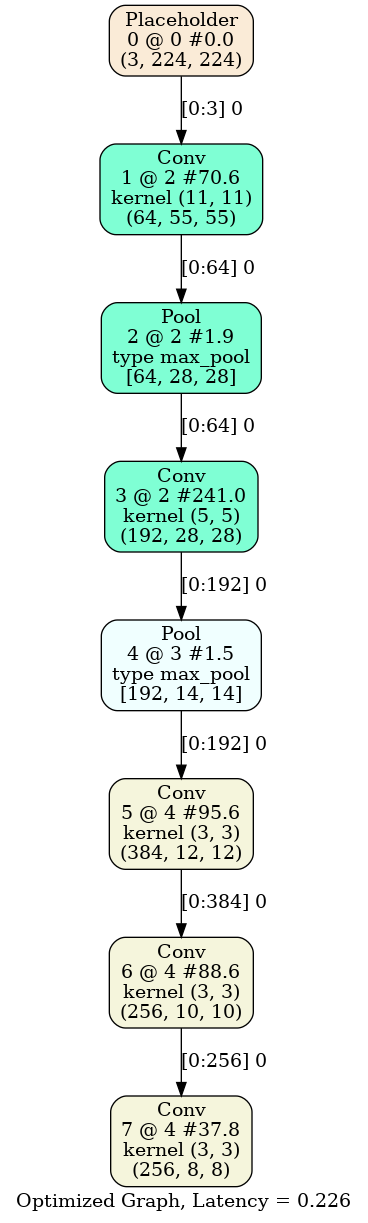 Placeholder
0 @ 0 #0.0
(3, 224, 224)
[0:3] 0
Conv
1 @ 2 #70.6
kernel (11, 11)
(64, 55, 55)
[0:64] 0
Pool
2 @ 2 #1.9
type max_pool
[64, 28, 28]
[0:64] 0
Conv
3 @ 2 #241.0
kernel (5, 5)
(192, 28, 28)
[0:192] 0
Pool
4 @ 3 #1.5
type max_pool
[192, 14, 14]
[0:192] 0
Conv
5 @ 4 #95.6
kernel (3, 3)
(384, 12, 12)
[0:384] 0
Conv
6 @ 4 #88.6
kernel (3, 3)
(256, 10, 10)
[0:256] 0
Conv
7 @ 4 #37.8
kernel (3, 3)
(256, 8, 8)
Optimized Graph, Latency = 0.226